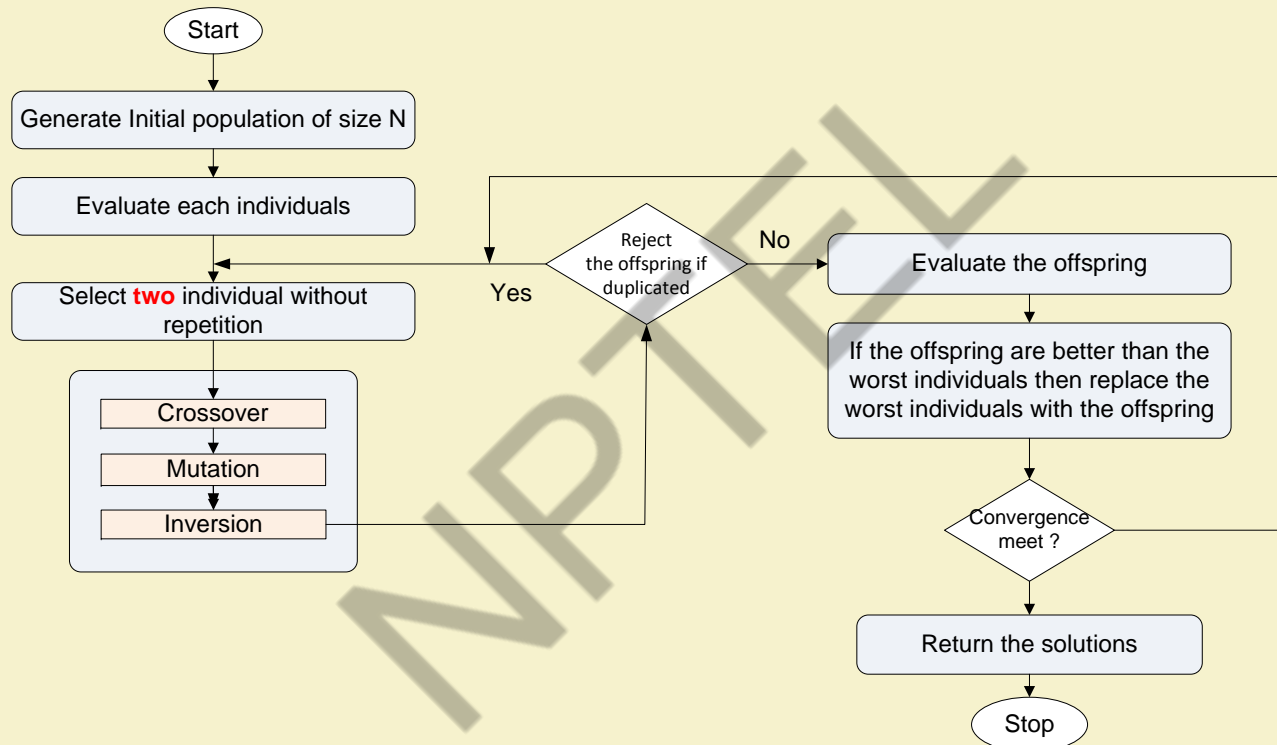 Start
Generate Initial population of size N
Evaluate each individuals
Select two individual without
repetition
Crossover
Mutation
Inversion
Reject
the offspring if
duplicated
Yes
No
Evaluate the offspring
If the offspring are better than the
worst individuals then replace the
worst individuals with the offspring
Convergence
meet ?
Return the solutions
Stop
NPTEL